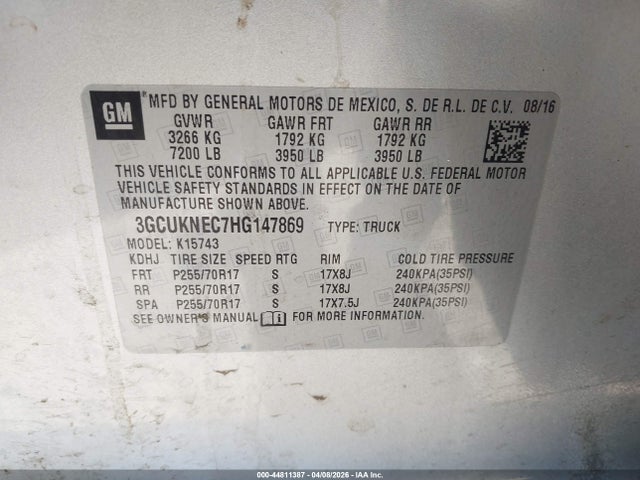 GM MFD BY GENERAL MOTORS DE MEXICO, S. DE R.L. DE C.V. 08/16
GVWR GAWR FRT GAWR RR
3266 KG 1792 KG 1792 KG
7200 LB 3950 LB 3950 LB
THIS VEHICLE CONFORMS TO ALL APPLICABLE U.S. FEDERAL MOTOR
VEHICLE SAFETY STANDARDS IN EFFECT ON THE DATE OF
MANUFACTURE SHOWN ABOVE.
3GCUKNEC7HG147869 TYPE: TRUCK
MODEL: K15743
KDHJ TIRE SIZE SPEED RTG RIM COLD TIRE PRESSURE
FRT P255/70R17 S 17X8J 240KPA(35PSI)
RR P255/70R17 S 17X8J 240KPA(35PSI)
SPA P255/70R17 S 17X7.5J 240KPA(35PSI)
SEE OWNER'S MANUAL FOR MORE INFORMATION.
000-44811387 - 04/08/2026 - IAAI.com